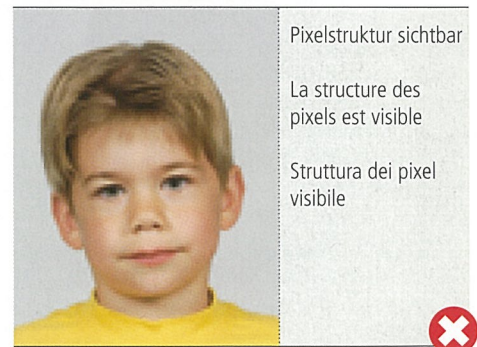 Pixelstruktur sichtbar
La structure des
pixels est visible
Struttura dei pixel
visibile